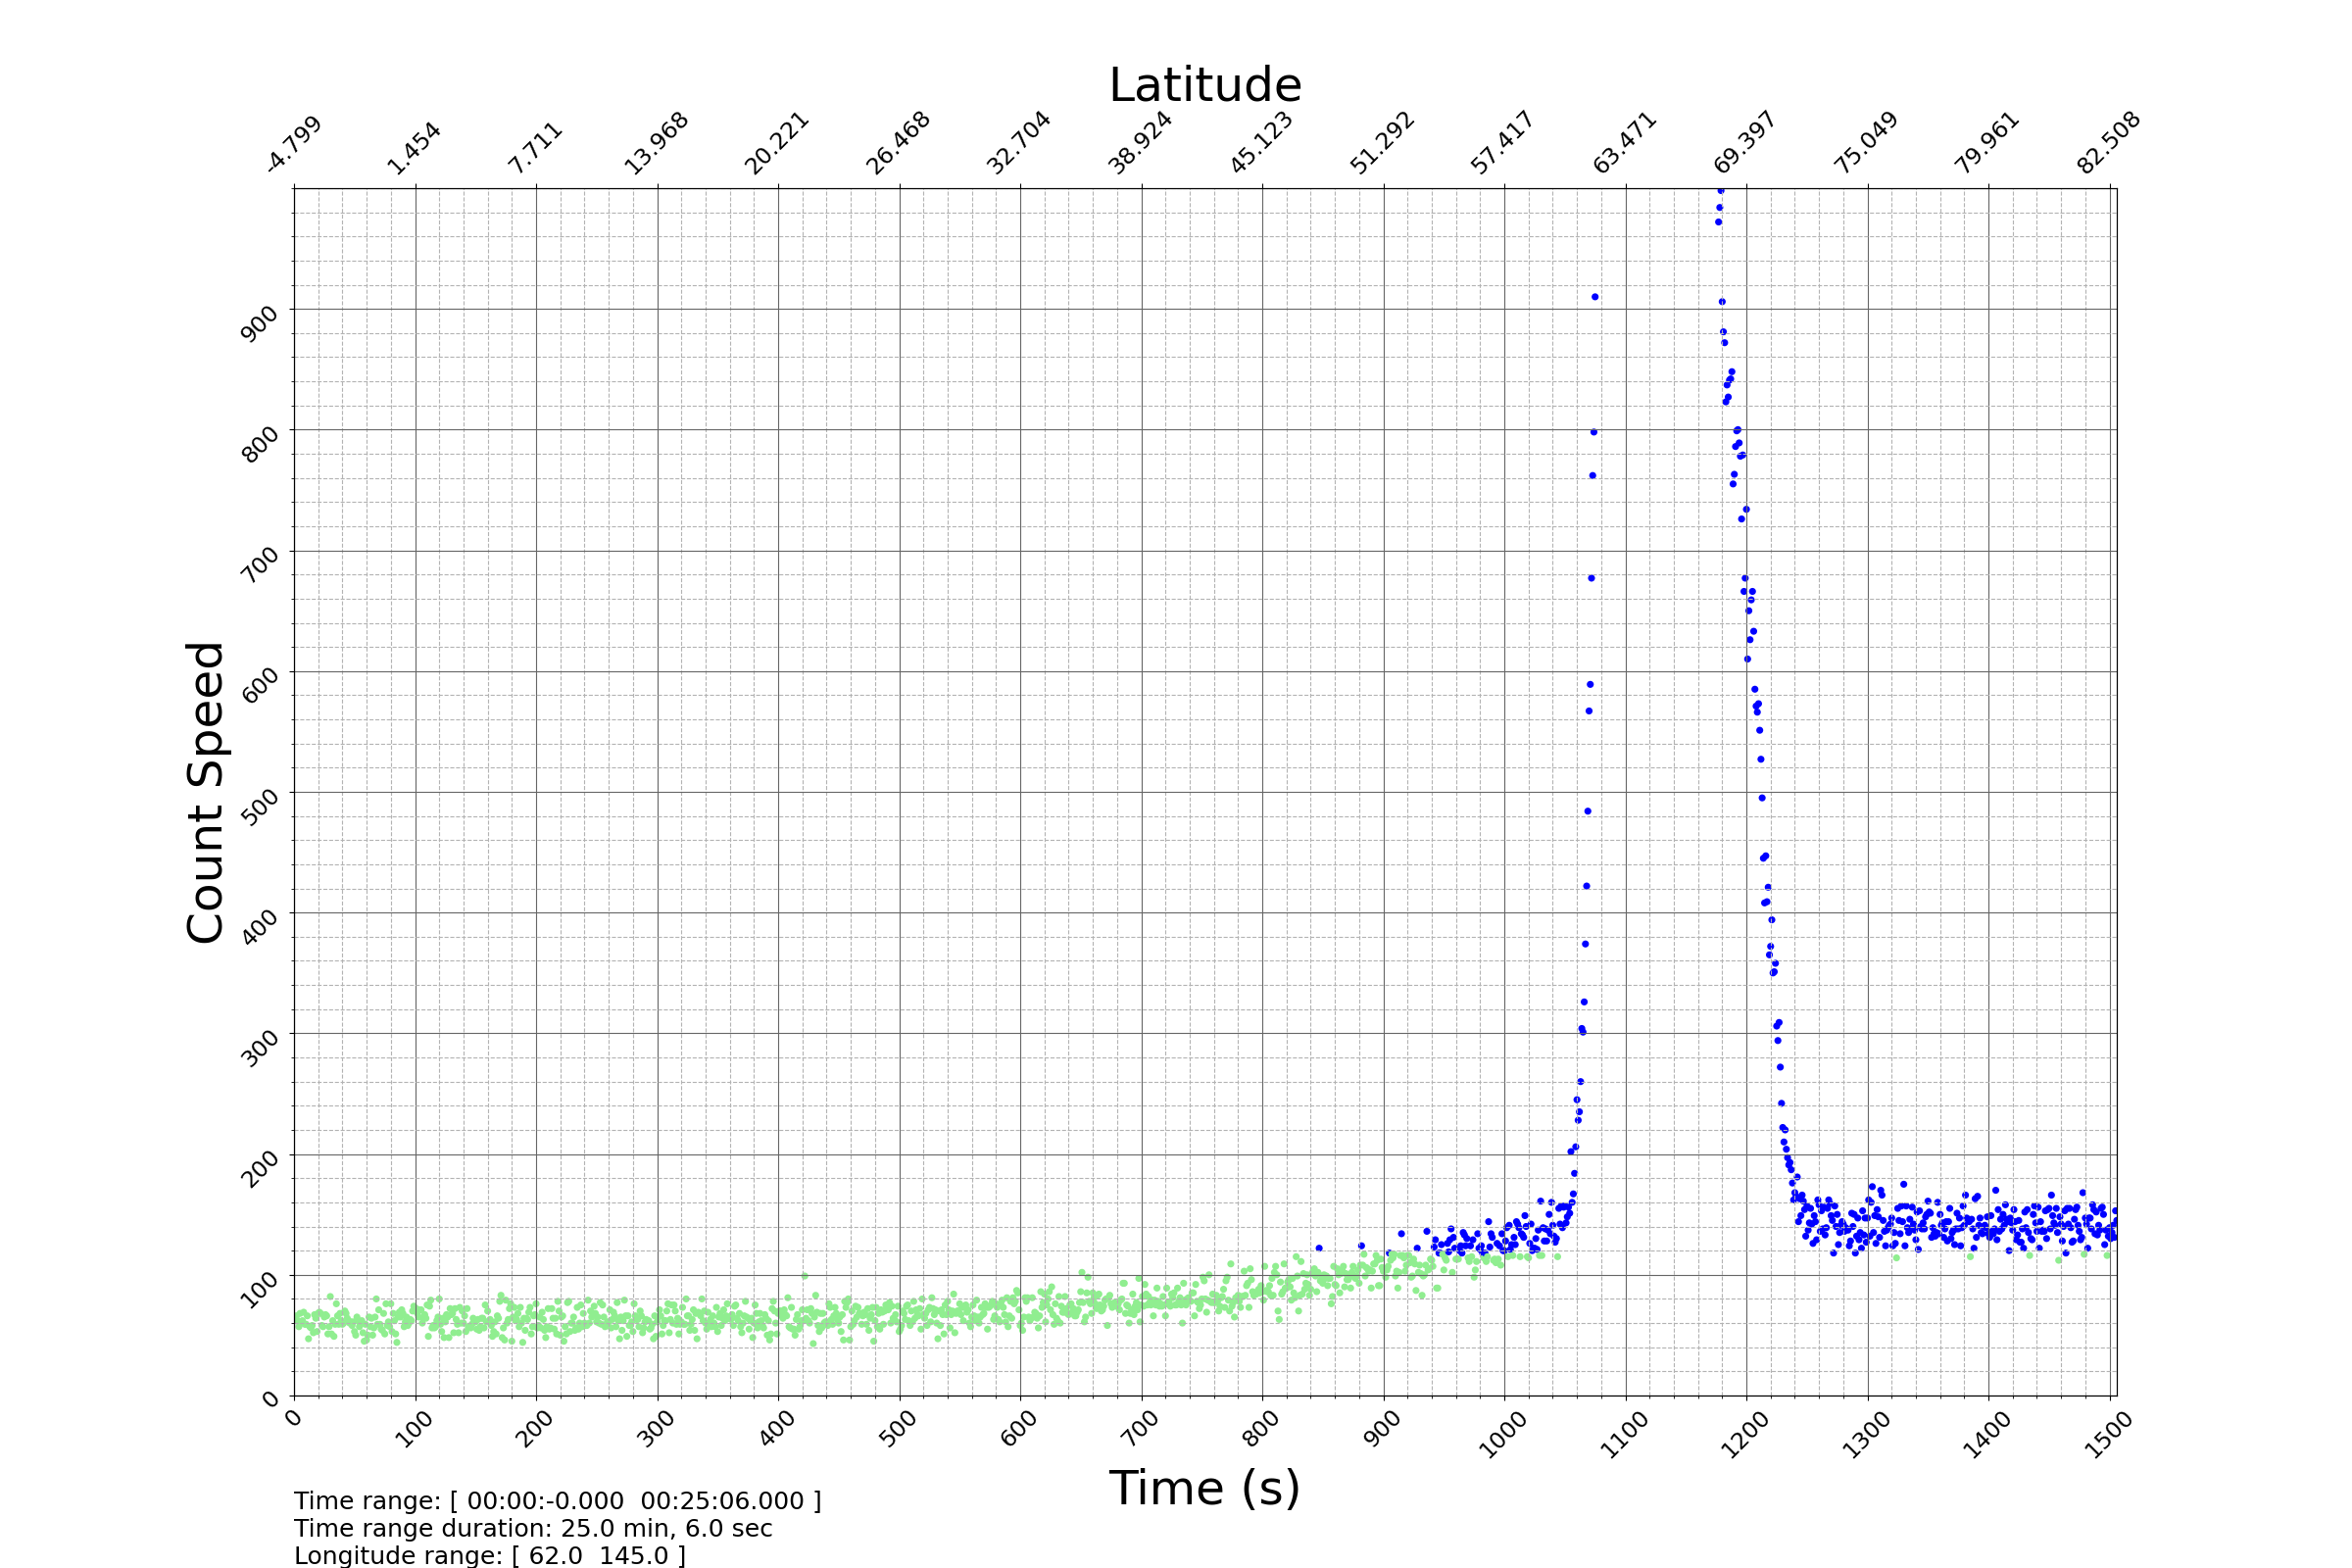 Latitude
-4.799 1.454 7.711 13.968 20.221 26.468 32.704 38.924 45.123 51.292 57.417 63.471 69.397 75.049 79.961 82.508
900
800
700
600
500
400
300
200
100
0
Count Speed
0 100 200 300 400 500 600 700 800 900 1000 1100 1200 1300 1400 1500
Time (s)
Time range: [ 00:00:-0.000 00:25:06.000 ]
Time range duration: 25.0 min, 6.0 sec
Longitude range: [ 62.0 145.0 ]